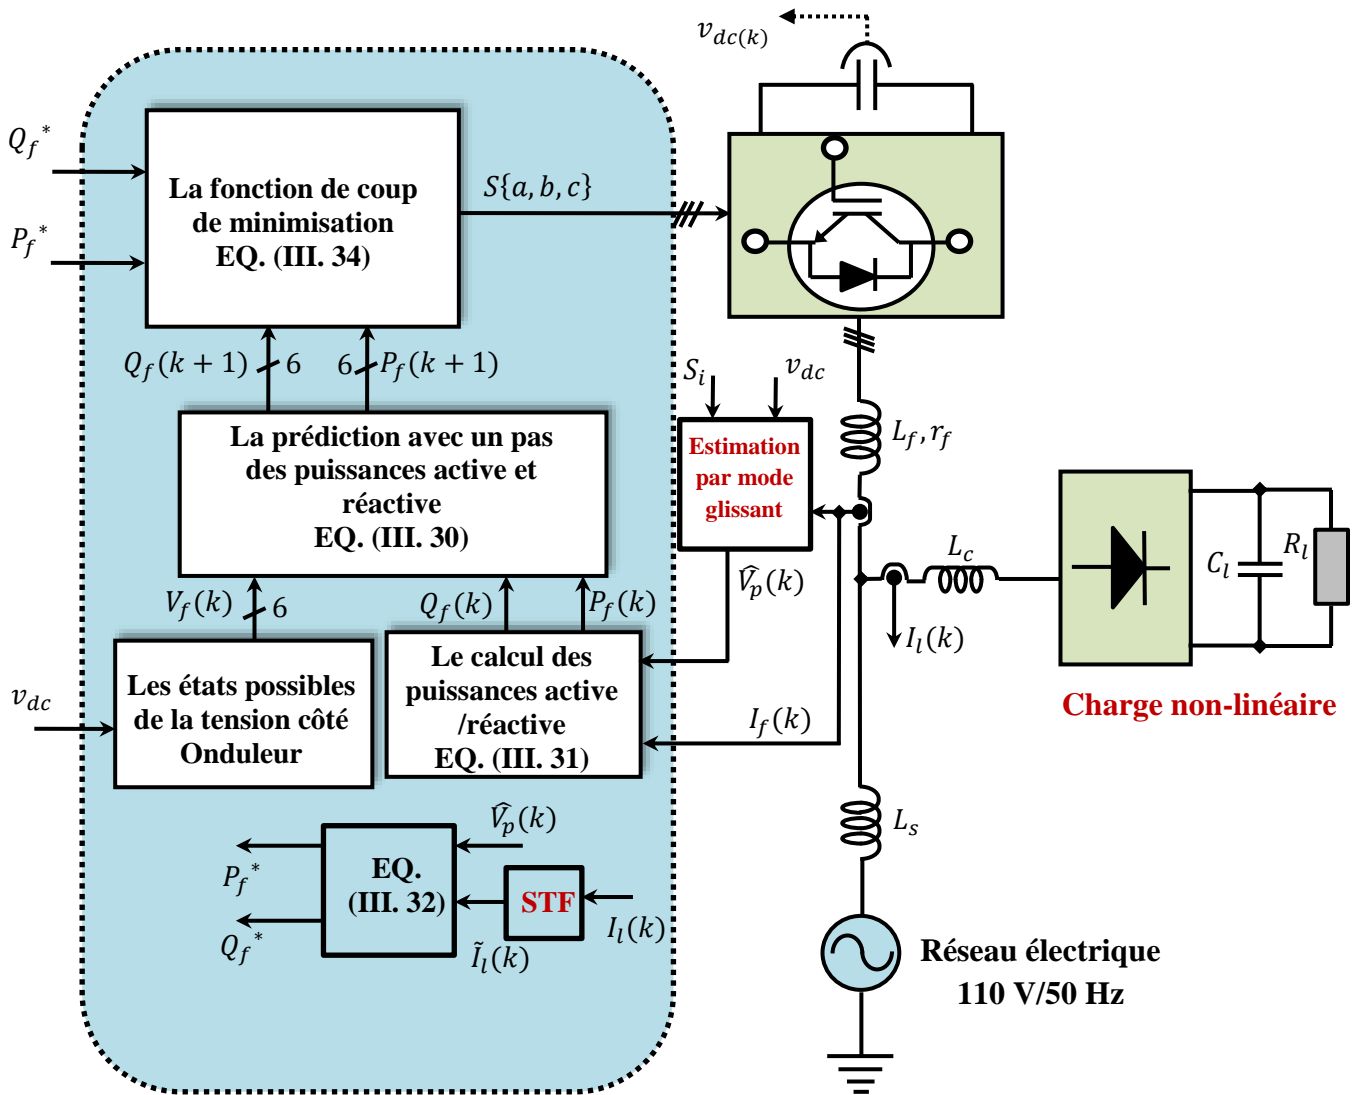 v_dc(k)
Q_f*
P_f*
La fonction de coup
de minimisation
EQ. (III. 34)
S{a, b, c}
Q_f(k + 1)
6
6
P_f(k + 1)
S_i
v_dc
L_f, r_f
La prédiction avec un pas
des puissances active et
réactive
EQ. (III. 30)
Estimation
par mode
glissant
L_c
C_l
R_l
V_f(k)
6
Q_f(k)
P_f(k)
V̂_p(k)
I_l(k)
v_dc
Les états possibles
de la tension côté
Onduleur
Le calcul des
puissances active
/réactive
EQ. (III. 31)
I_f(k)
Charge non-linéaire
V̂_p(k)
L_s
P_f*
Q_f*
EQ.
(III. 32)
STF
I_l(k)
Ĩ_l(k)
Réseau électrique
110 V/50 Hz